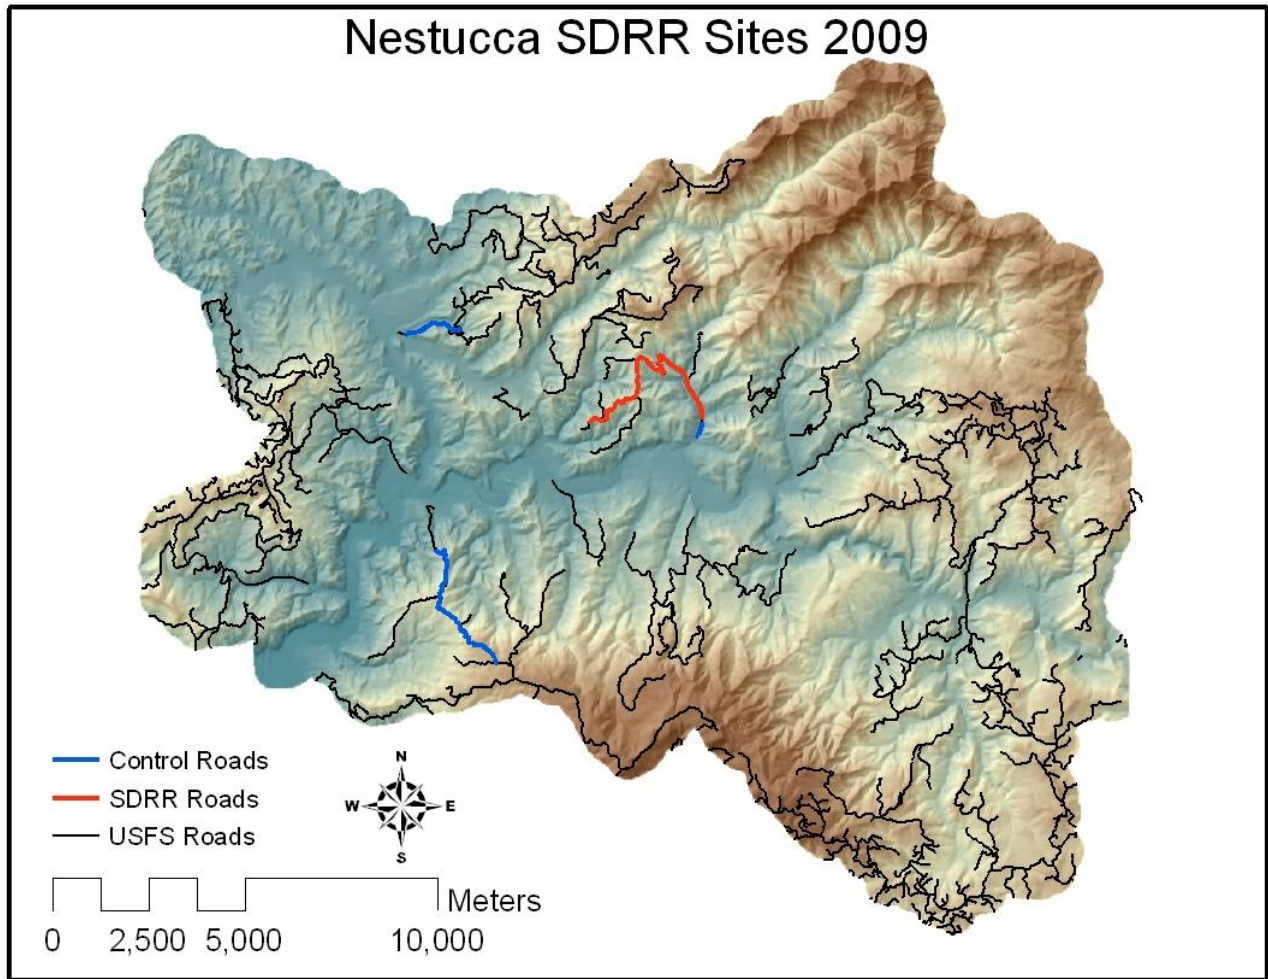 Nestucca SDRR Sites 2009
Control Roads
SDRR Roads
USFS Roads
N
W E
S
Meters
0 2,500 5,000 10,000